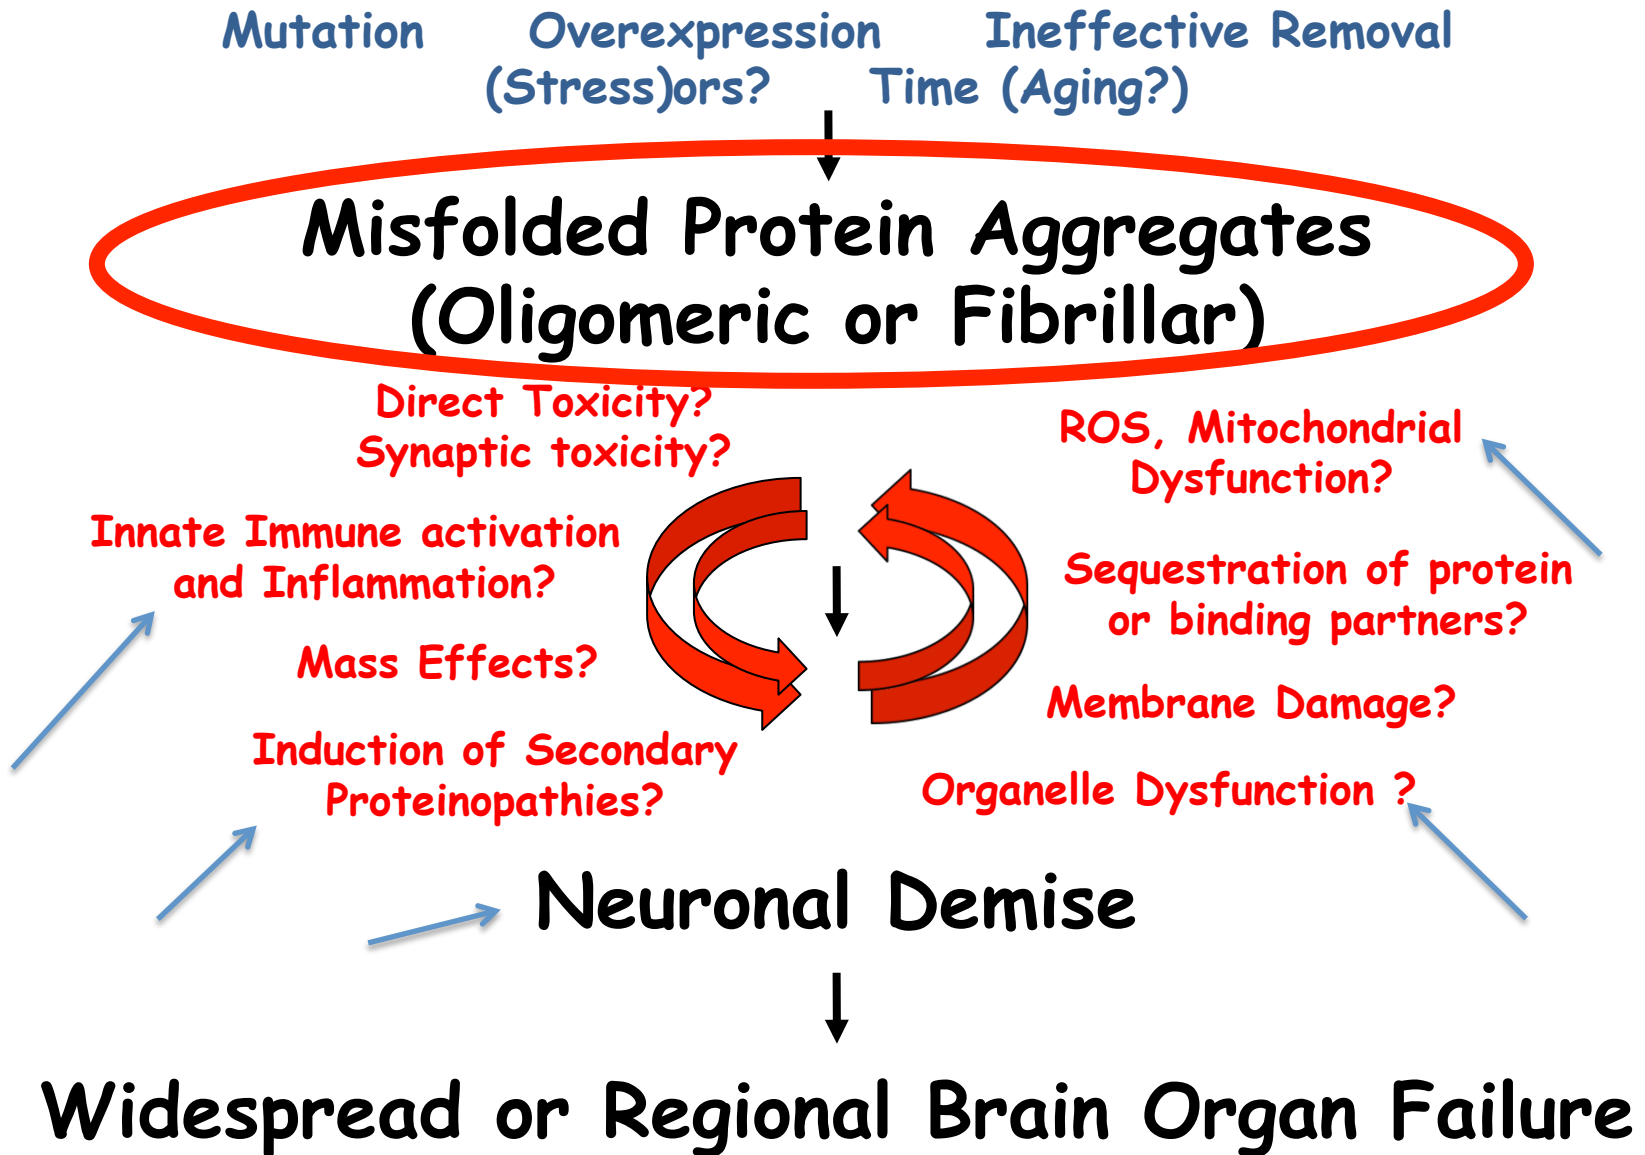 Mutation Overexpression Ineffective Removal
(Stress)ors? Time (Aging?)
Misfolded Protein Aggregates
(Oligomeric or Fibrillar)
Direct Toxicity?
Synaptic toxicity?
Innate Immune activation
and Inflammation?
Mass Effects?
Induction of Secondary
Proteinopathies?
ROS, Mitochondrial
Dysfunction?
Sequestration of protein
or binding partners?
Membrane Damage?
Organelle Dysfunction ?
Neuronal Demise
Widespread or Regional Brain Organ Failure